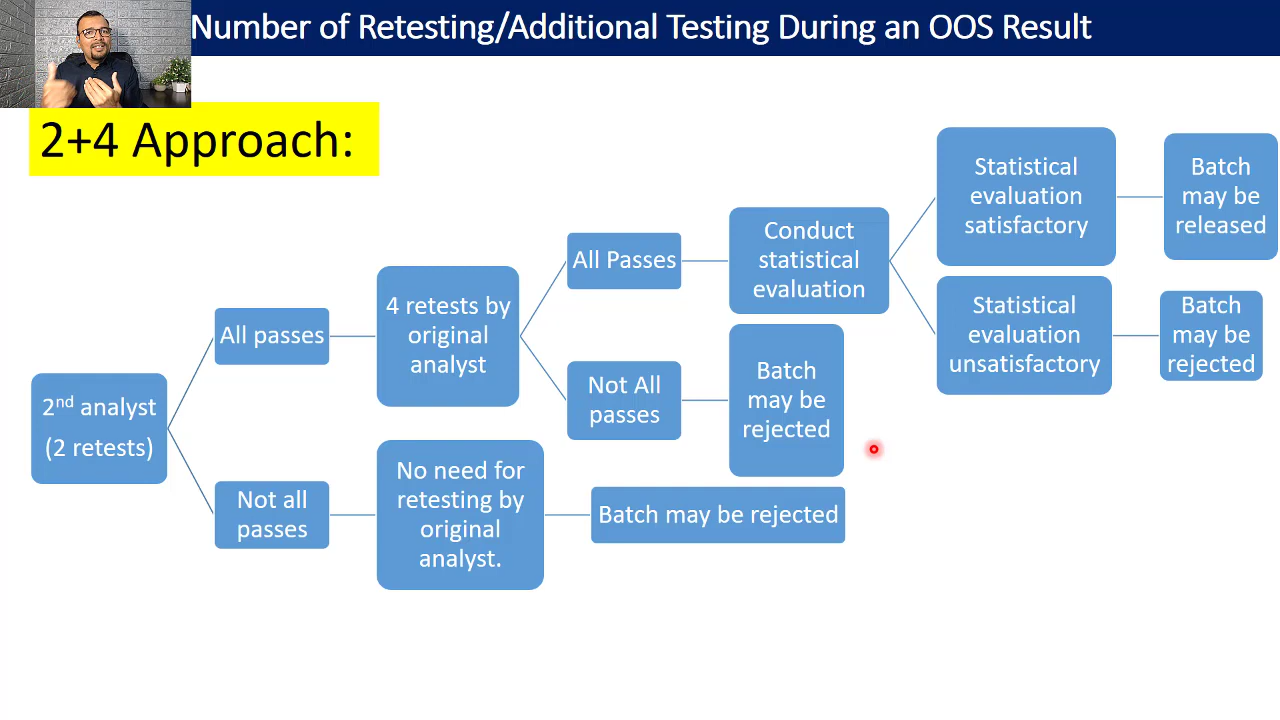 Number of Retesting/Additional Testing During an OOS Result
2+4 Approach:
2nd analyst
(2 retests)
All passes
4 retests by
original
analyst
All Passes
Conduct
statistical
evaluation
Statistical
evaluation
satisfactory
Batch
may be
released
Statistical
evaluation
unsatisfactory
Batch
may be
rejected
Not All
passes
Batch
may be
rejected
Not all
passes
No need for
retesting by
original
analyst.
Batch may be rejected